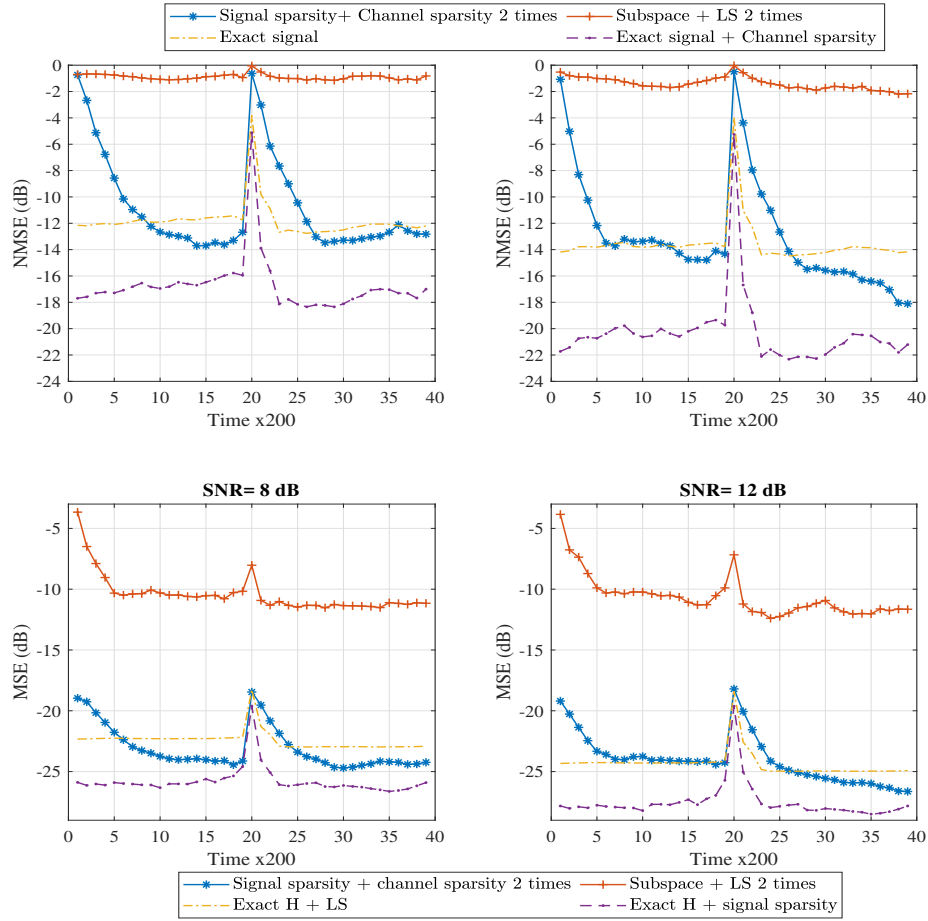 Signal sparsity+ Channel sparsity 2 times
Subspace + LS 2 times
Exact signal
Exact signal + Channel sparsity
0
-2
-4
-6
-8
-10
-12
-14
-16
-18
-20
-22
-24
NMSE (dB)
0 5 10 15 20 25 30 35 40
Time x200
0
-2
-4
-6
-8
-10
-12
-14
-16
-18
-20
-22
-24
NMSE (dB)
0 5 10 15 20 25 30 35 40
Time x200
SNR= 8 dB
-5
-10
-15
-20
-25
MSE (dB)
0 5 10 15 20 25 30 35 40
Time x200
SNR= 12 dB
-5
-10
-15
-20
-25
MSE (dB)
0 5 10 15 20 25 30 35 40
Time x200
Signal sparsity + channel sparsity 2 times
Subspace + LS 2 times
Exact H + LS
Exact H + signal sparsity